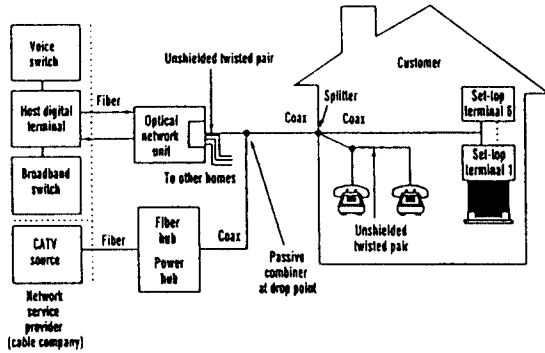 Voice
switch
Host digital
terminal
Broadband
switch
CATV
source
Network
service
provider
(cable company)
Fiber
Fiber
Optical
network
unit
Unshielded twisted pair
To other homes
Fiber
hub
Power
hub
Coax
Coax
Passive
combiner
at drop point
Splitter
Customer
Coax
Unshielded
twisted pair
Set-top
terminal 6
Set-top
terminal 1